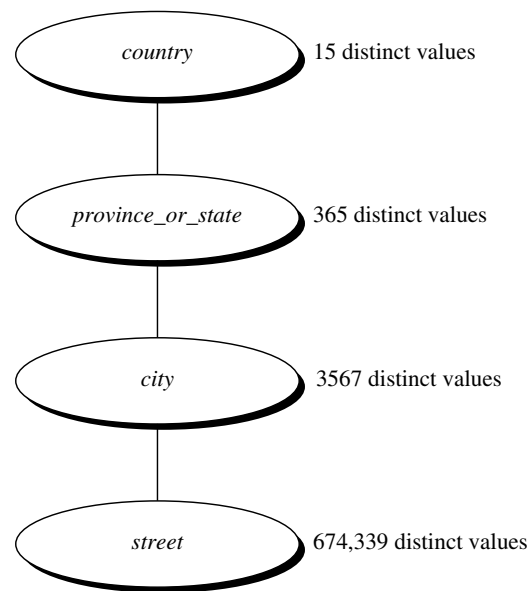 country 15 distinct values
province_or_state 365 distinct values
city 3567 distinct values
street 674,339 distinct values